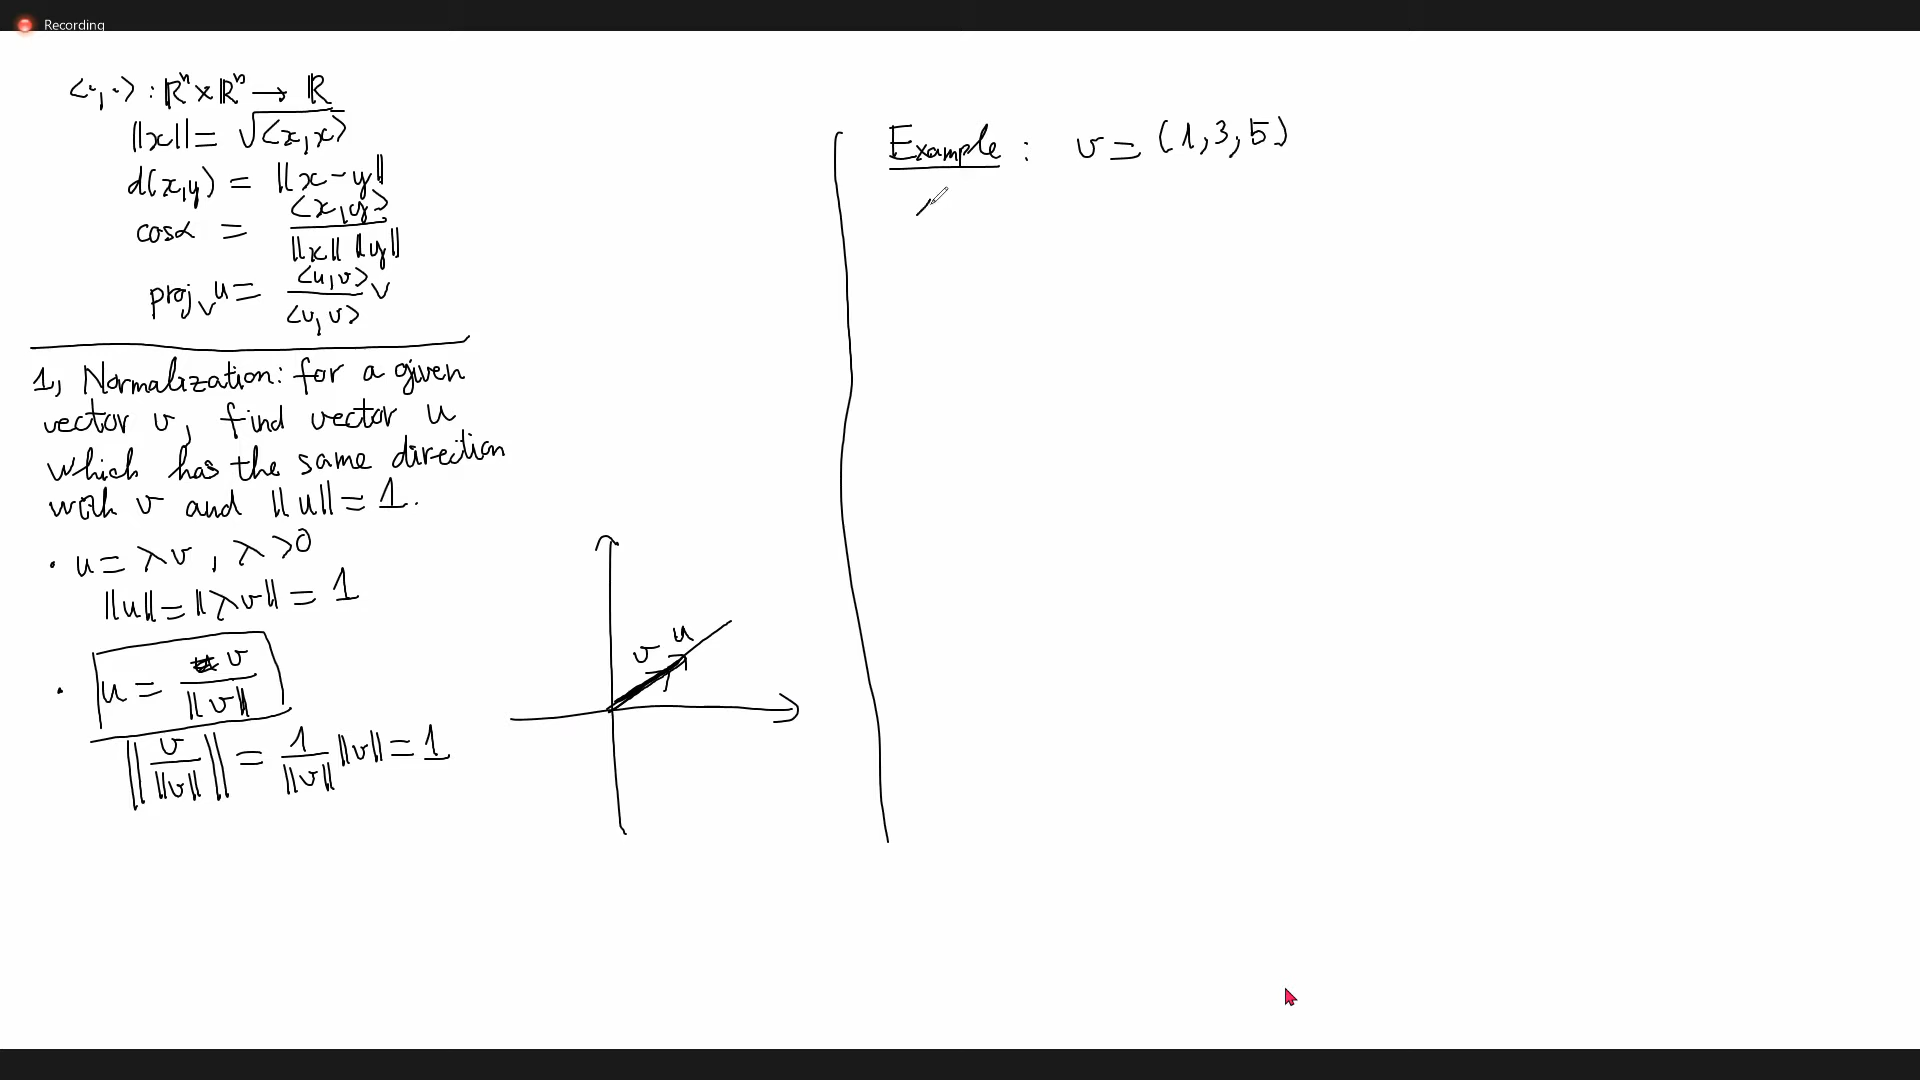 Recording
<·,·> : ℝⁿ × ℝⁿ → ℝ
||x|| = √<x,x>
d(x,y) = ||x-y||
cosα = <x,y> / ||x|| ||y||
proj_v u = <u,v> / <v,v> v
1, Normalization: for a given
vector v, find vector u
which has the same direction
with v and ||u|| = 1.
· u = λv, λ>0
||u|| = ||λv|| = 1
· u = v / ||v||
||v / ||v|| || = 1 / ||v|| ||v|| = 1
v u
Example : v = (1,3,5)